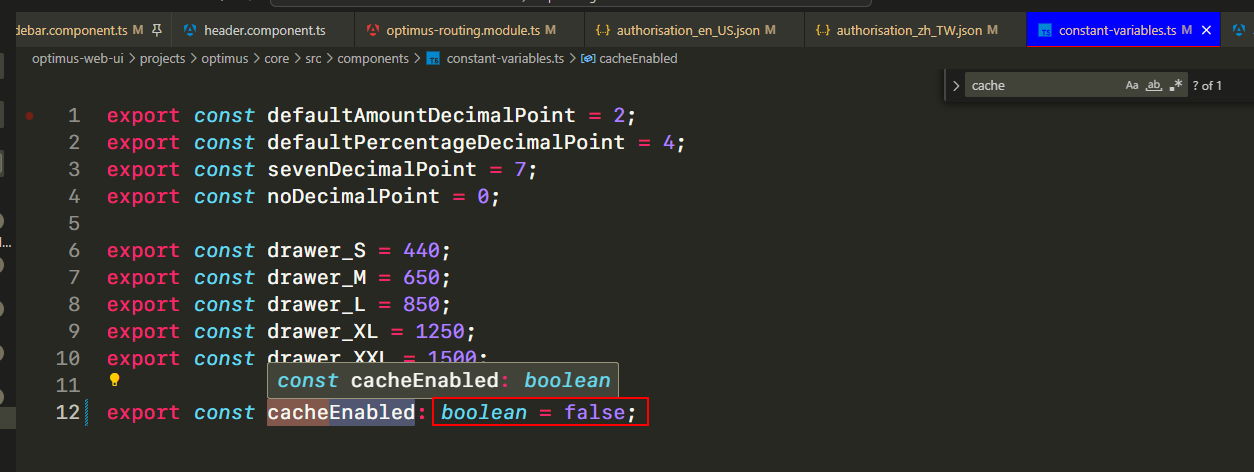 debar.component.ts M
header.component.ts
optimus-routing.module.ts M
{..} authorisation_en_US.json M
{..} authorisation_zh_TW.json M
TS constant-variables.ts M
optimus-web-ui > projects > optimus > core > src > components > TS constant-variables.ts > cacheEnabled
cache Aa ab .* ? of 1
1 export const defaultAmountDecimalPoint = 2;
2 export const defaultPercentageDecimalPoint = 4;
3 export const sevenDecimalPoint = 7;
4 export const noDecimalPoint = 0;
5
6 export const drawer_S = 440;
7 export const drawer_M = 650;
8 export const drawer_L = 850;
9 export const drawer_XL = 1250;
10 export const drawer_XXL = 1500;
const cacheEnabled: boolean
11
12 export const cacheEnabled: boolean = false;